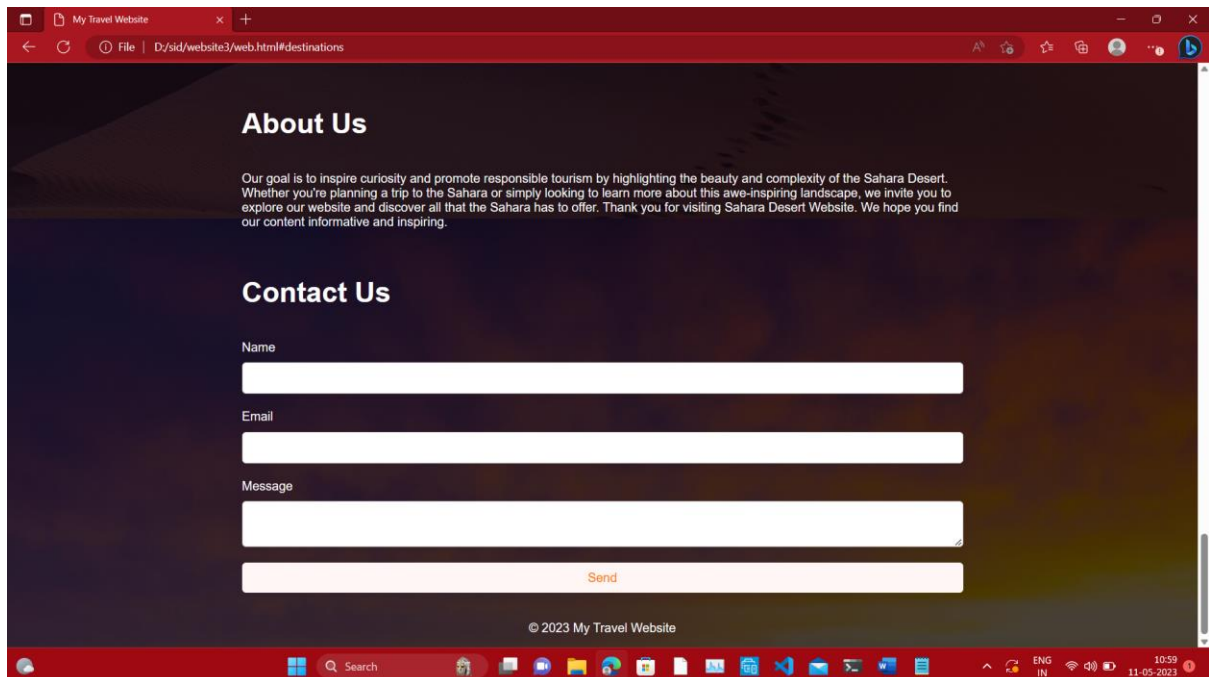 My Travel Website
File | D:/sid/website3/web.html#destinations
About Us
Our goal is to inspire curiosity and promote responsible tourism by highlighting the beauty and complexity of the Sahara Desert.
Whether you're planning a trip to the Sahara or simply looking to learn more about this awe-inspiring landscape, we invite you to
explore our website and discover all that the Sahara has to offer. Thank you for visiting Sahara Desert Website. We hope you find
our content informative and inspiring.
Contact Us
Name
Email
Message
Send
© 2023 My Travel Website
Search
ENG
IN
10:59
11-05-2023
1